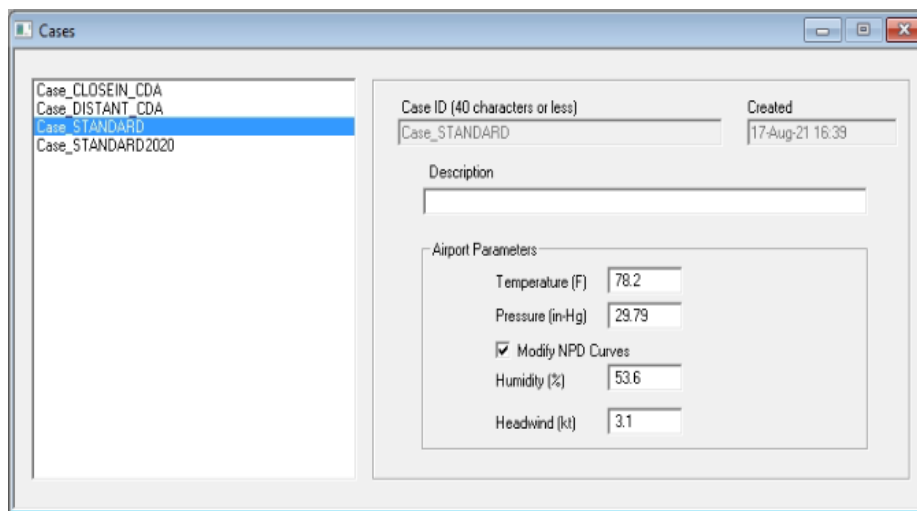 Cases
Case_CLOSEIN_CDA
Case_DISTANT_CDA
Case_STANDARD
Case_STANDARD2020
Case ID (40 characters or less)
Created
Case_STANDARD
17-Aug-21 16:39
Description
Airport Parameters
Temperature (F)
78.2
Pressure (in-Hg)
29.79
Modify NPD Curves
Humidity (%)
53.6
Headwind (kt)
3.1